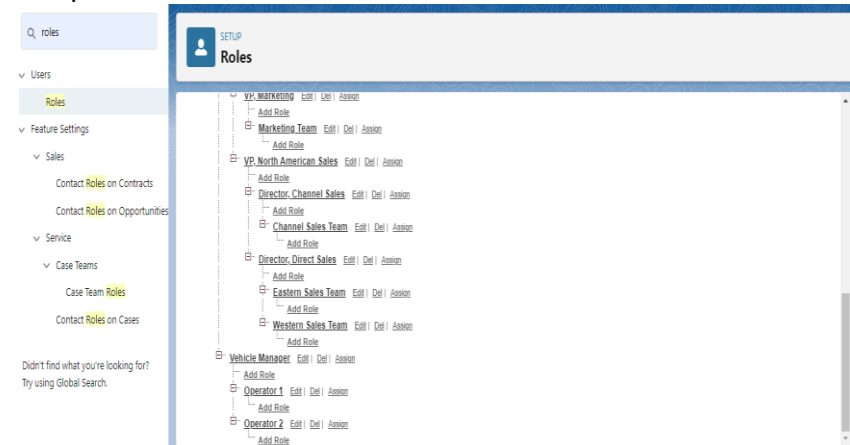 roles
Users
Roles
Feature Settings
Sales
Contact Roles on Contracts
Contact Roles on Opportunities
Service
Case Teams
Case Team Roles
Contact Roles on Cases
Didn't find what you're looking for?
Try using Global Search.
SETUP
Roles
VP, Marketing Edit | Del | Assign
Add Role
Marketing Team Edit | Del | Assign
Add Role
VP, North American Sales Edit | Del | Assign
Add Role
Director, Channel Sales Edit | Del | Assign
Add Role
Channel Sales Team Edit | Del | Assign
Add Role
Director, Direct Sales Edit | Del | Assign
Add Role
Eastern Sales Team Edit | Del | Assign
Add Role
Western Sales Team Edit | Del | Assign
Add Role
Vehicle Manager Edit | Del | Assign
Add Role
Operator 1 Edit | Del | Assign
Add Role
Operator 2 Edit | Del | Assign
Add Role